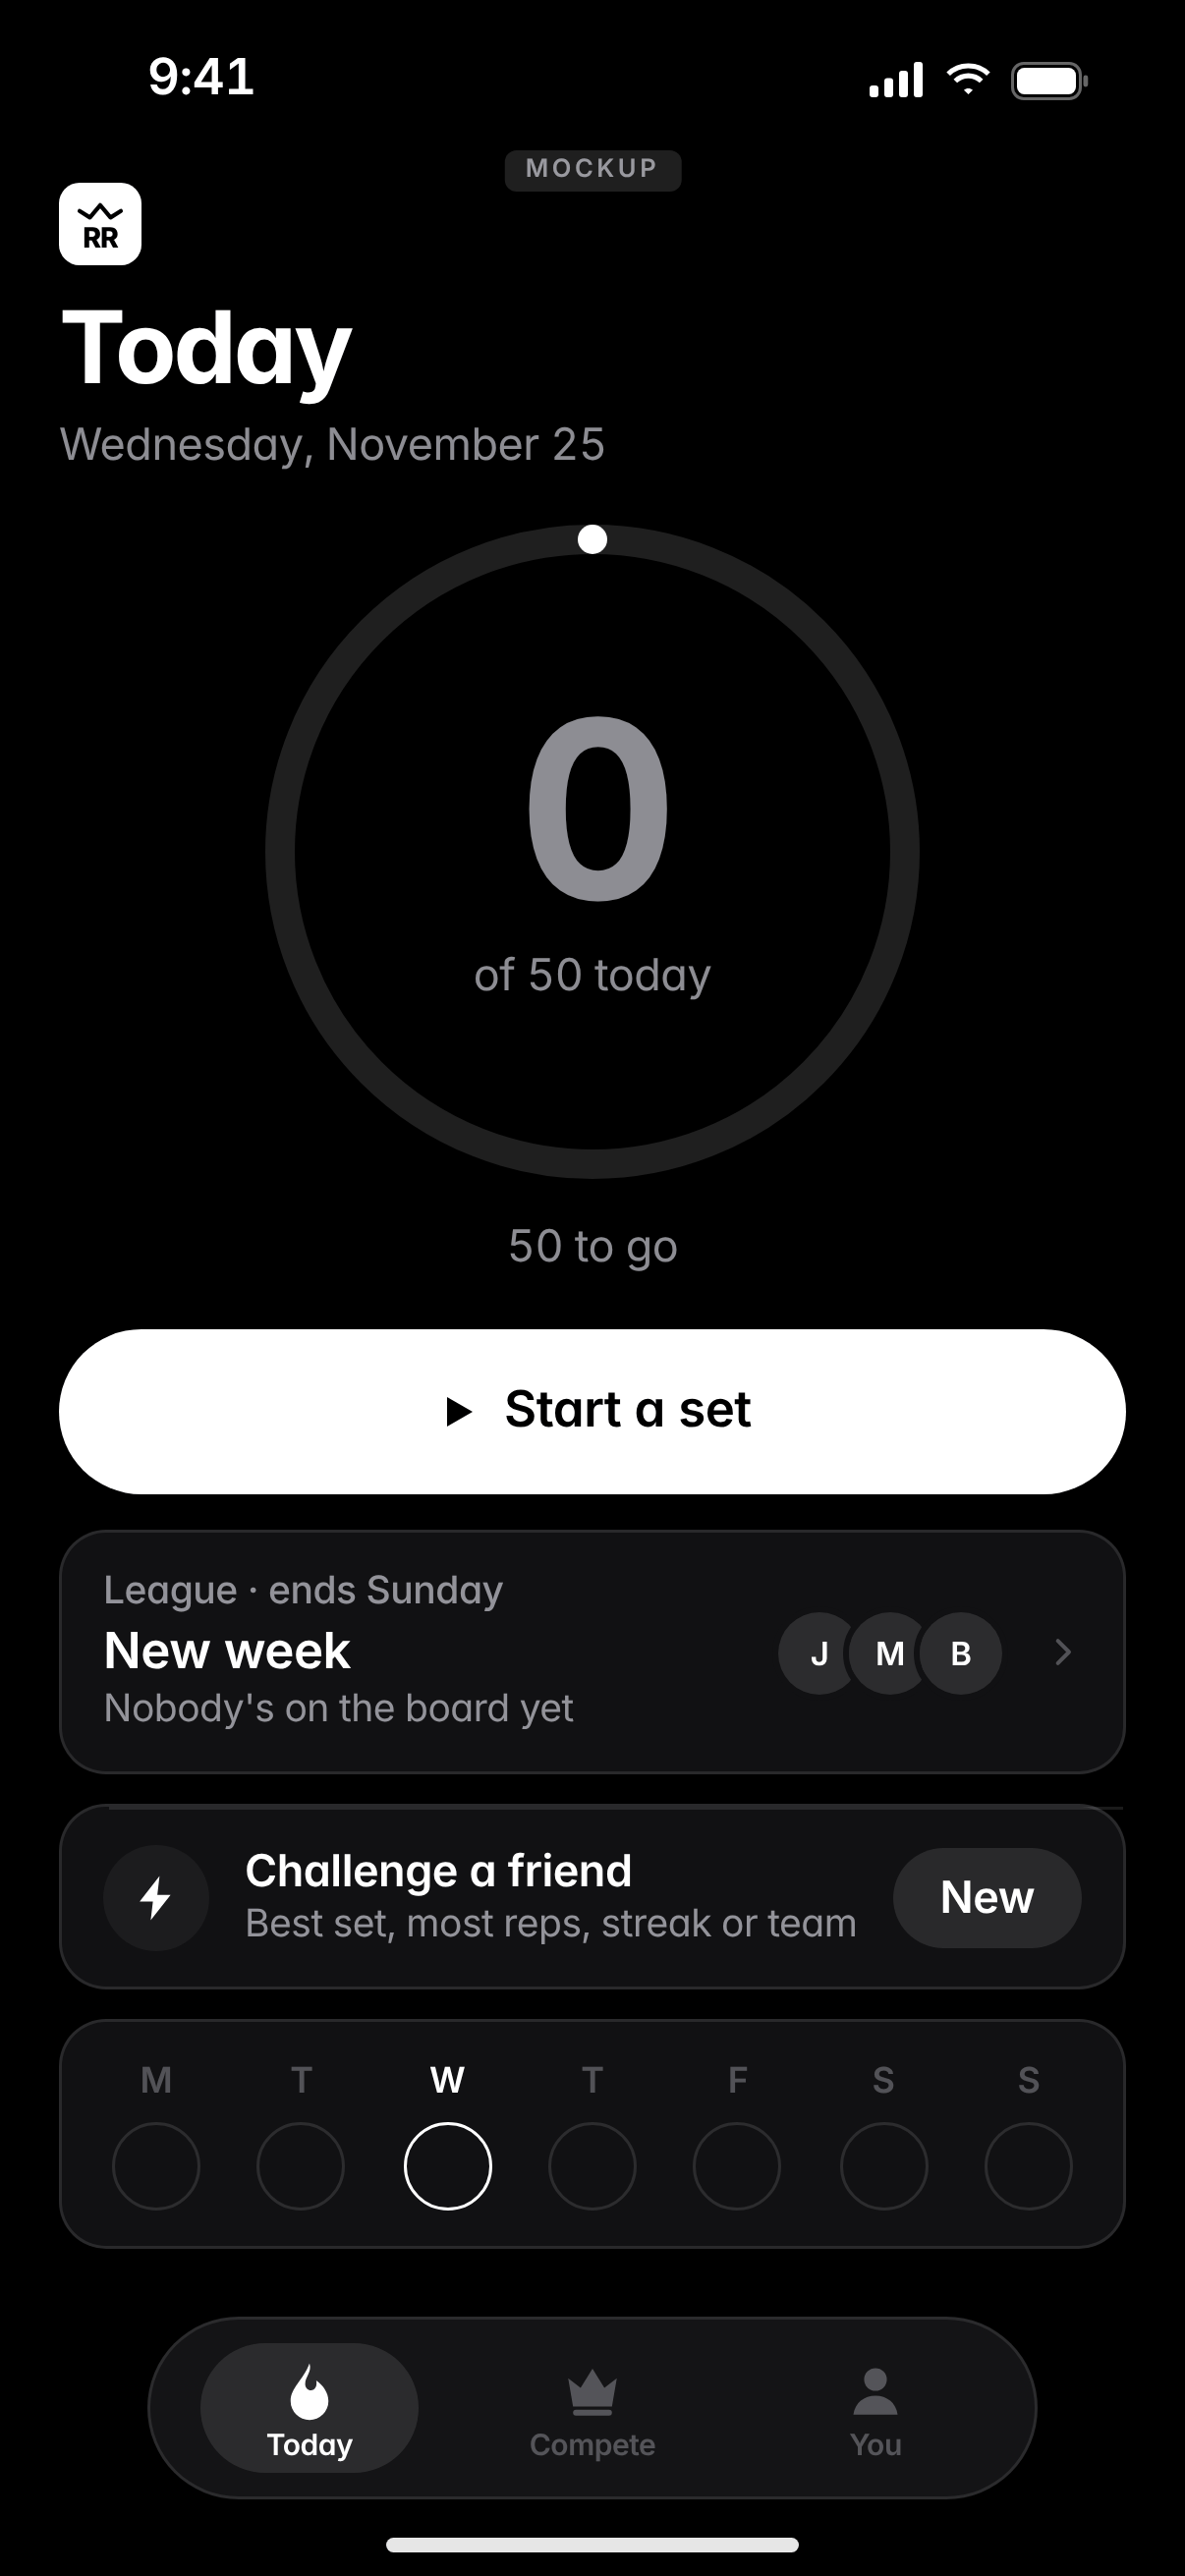 9:41
MOCKUP
RR
Today
Wednesday, November 25
0
of 50 today
50 to go
Start a set
League · ends Sunday
New week
Nobody's on the board yet
J M B
Challenge a friend
Best set, most reps, streak or team
New
M T W T F S S
Today Compete You